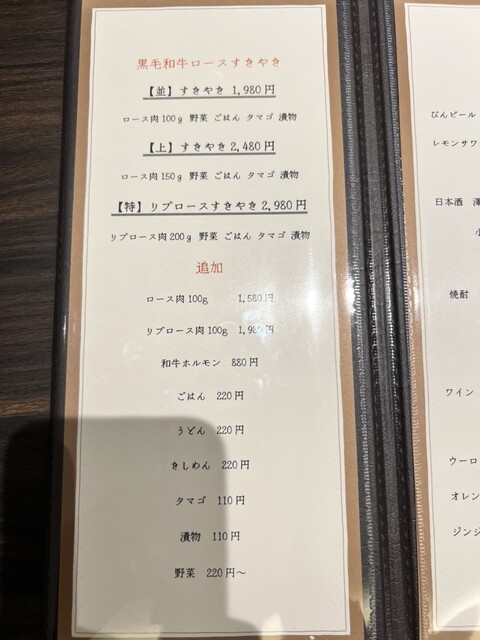 黒毛和牛ロースすきやき
【並】すきやき 1,980円
ロース肉100g 野菜 ごはん タマゴ 漬物
【上】すきやき2,480円
ロース肉150g 野菜 ごはん タマゴ 漬物
【特】リブロースすきやき2,980円
リブロース肉200g 野菜 ごはん タマゴ 漬物
追加
ロース肉100g 1,580円
リブロース肉100g 1,980円
和牛ホルモン 880円
ごはん 220円
うどん 220円
きしめん 220円
タマゴ 110円
漬物 110円
野菜 220円～
びんビール
レモンサワ
日本酒
焼酎
ワイン
ウーロ
オレン
ジンジ